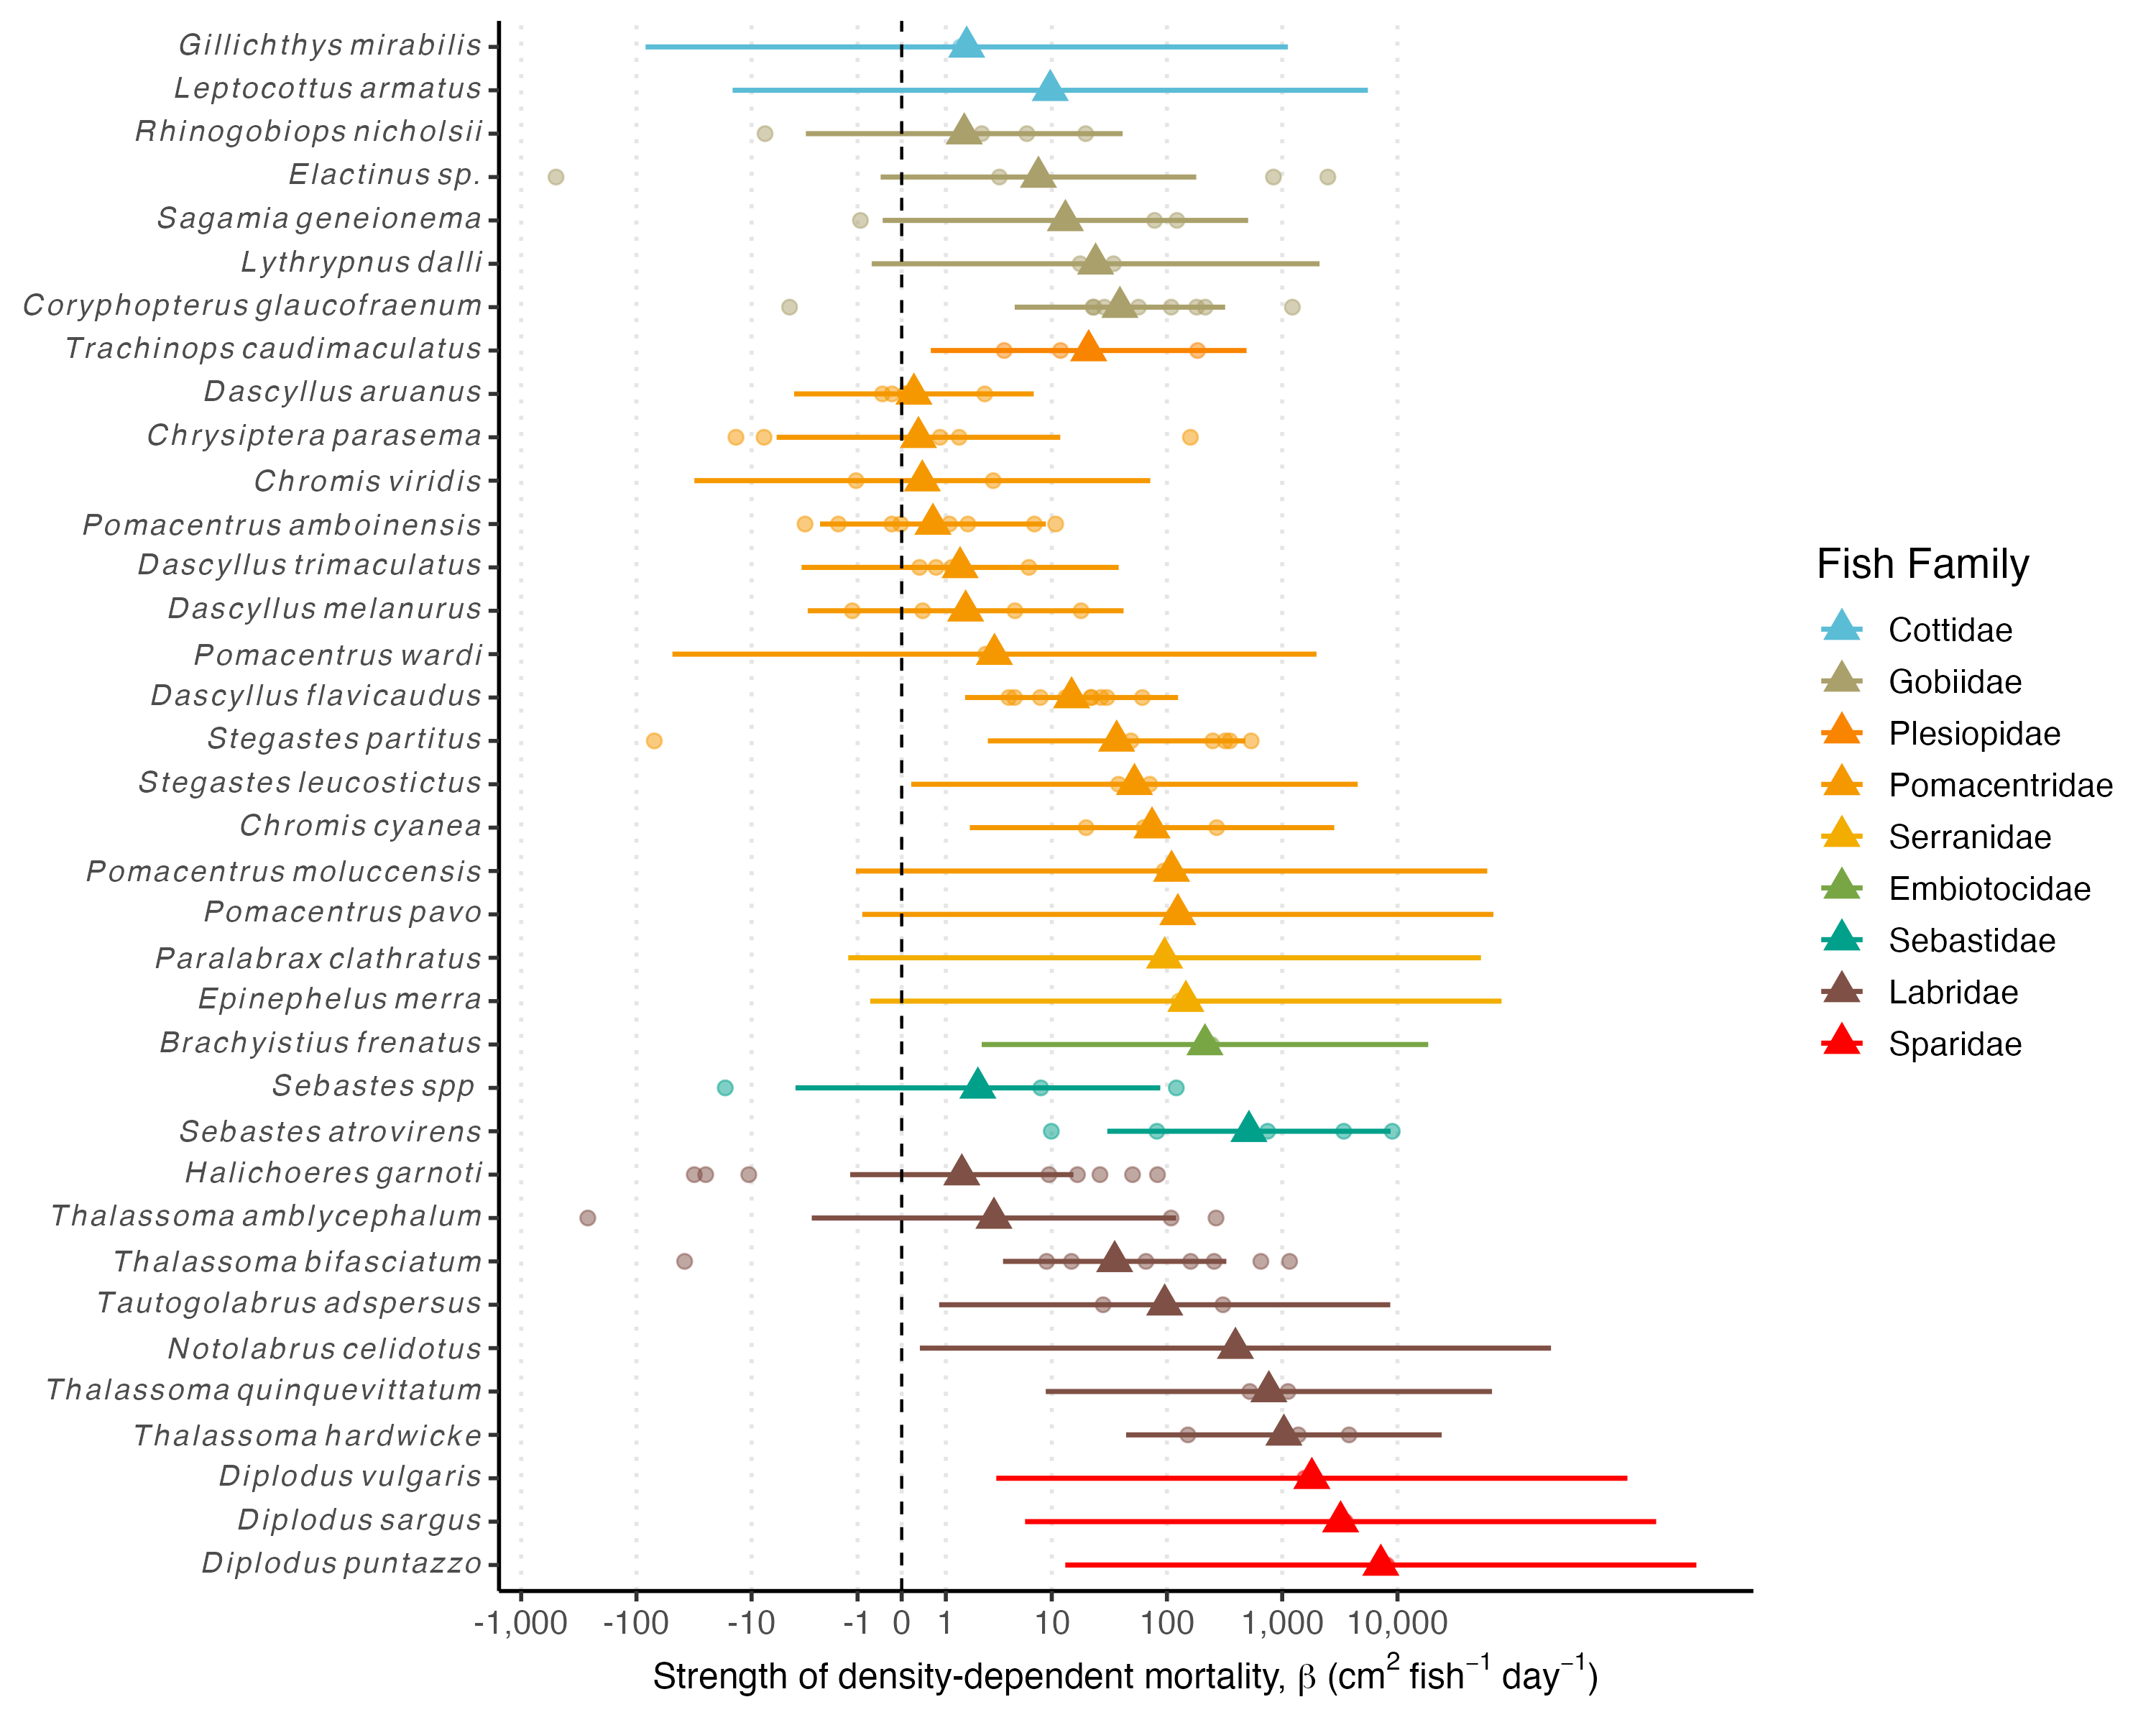 Gillichthys mirabilis
Leptocottus armatus
Rhinogobiops nicholsii
Elactinus sp.
Sagamia geneionema
Lythrypnus dalli
Coryphopterus glaucofraenum
Trachinops caudimaculatus
Dascyllus aruanus
Chrysiptera parasema
Chromis viridis
Pomacentrus amboinensis
Dascyllus trimaculatus
Dascyllus melanurus
Pomacentrus wardi
Dascyllus flavicaudus
Stegastes partitus
Stegastes leucostictus
Chromis cyanea
Pomacentrus moluccensis
Pomacentrus pavo
Paralabrax clathratus
Epinephelus merra
Brachyistius frenatus
Sebastes spp
Sebastes atrovirens
Halichoeres garnoti
Thalassoma amblycephalum
Thalassoma bifasciatum
Tautogolabrus adspersus
Notolabrus celidotus
Thalassoma quinquevittatum
Thalassoma hardwicke
Diplodus vulgaris
Diplodus sargus
Diplodus puntazzo
-1,000 -100 -10 -1 0 1 10 100 1,000 10,000
Strength of density-dependent mortality, β (cm² fish⁻¹ day⁻¹)
Fish Family
Cottidae
Gobiidae
Plesiopidae
Pomacentridae
Serranidae
Embiotocidae
Sebastidae
Labridae
Sparidae